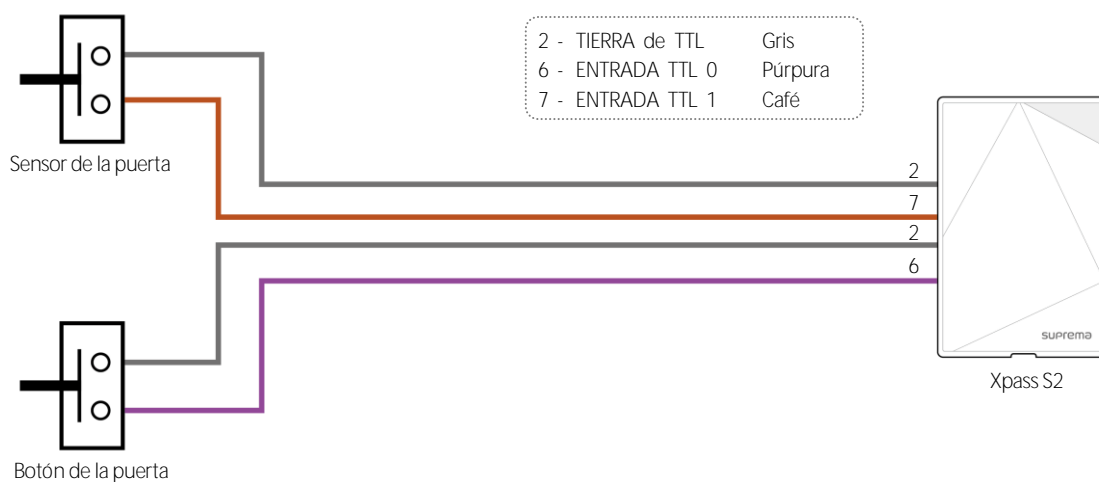 2 - TIERRA de TTL Gris
6 - ENTRADA TTL 0 Púrpura
7 - ENTRADA TTL 1 Café
Sensor de la puerta
2
7
2
6
suprema
Xpass S2
Botón de la puerta